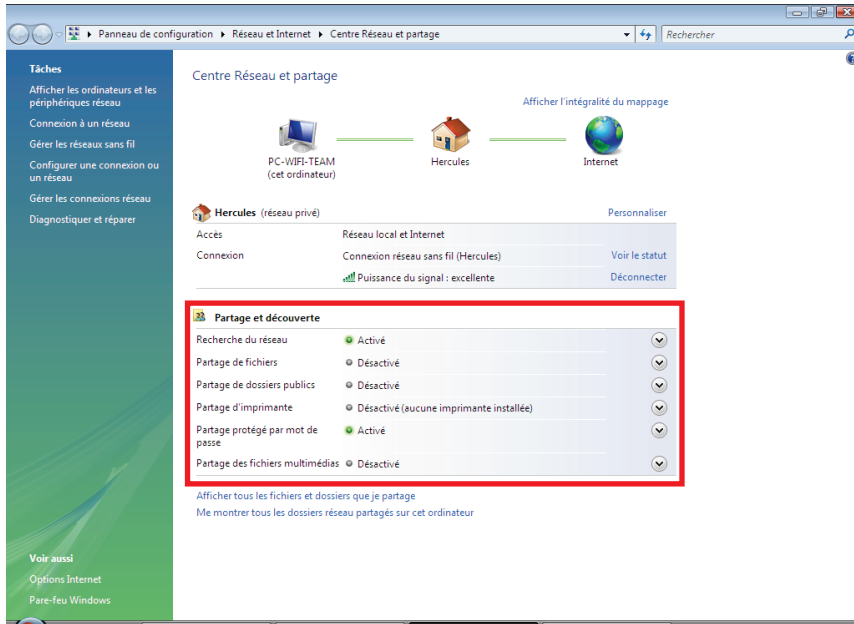 Panneau de configuration ▸ Réseau et Internet ▸ Centre Réseau et partage
Rechercher
Tâches
Afficher les ordinateurs et les
périphériques réseau
Connexion à un réseau
Gérer les réseaux sans fil
Configurer une connexion ou
un réseau
Gérer les connexions réseau
Diagnostiquer et réparer
Voir aussi
Options Internet
Pare-feu Windows
Centre Réseau et partage
Afficher l'intégralité du mappage
PC-WIFI-TEAM
(cet ordinateur)
Hercules
Internet
Hercules (réseau privé) Personnaliser
Accès Réseau local et Internet
Connexion Connexion réseau sans fil (Hercules) Voir le statut
Puissance du signal : excellente Déconnecter
Partage et découverte
Recherche du réseau Activé
Partage de fichiers Désactivé
Partage de dossiers publics Désactivé
Partage d'imprimante Désactivé (aucune imprimante installée)
Partage protégé par mot de Activé
passe
Partage des fichiers multimédias Désactivé
Afficher tous les fichiers et dossiers que je partage
Me montrer tous les dossiers réseau partagés sur cet ordinateur